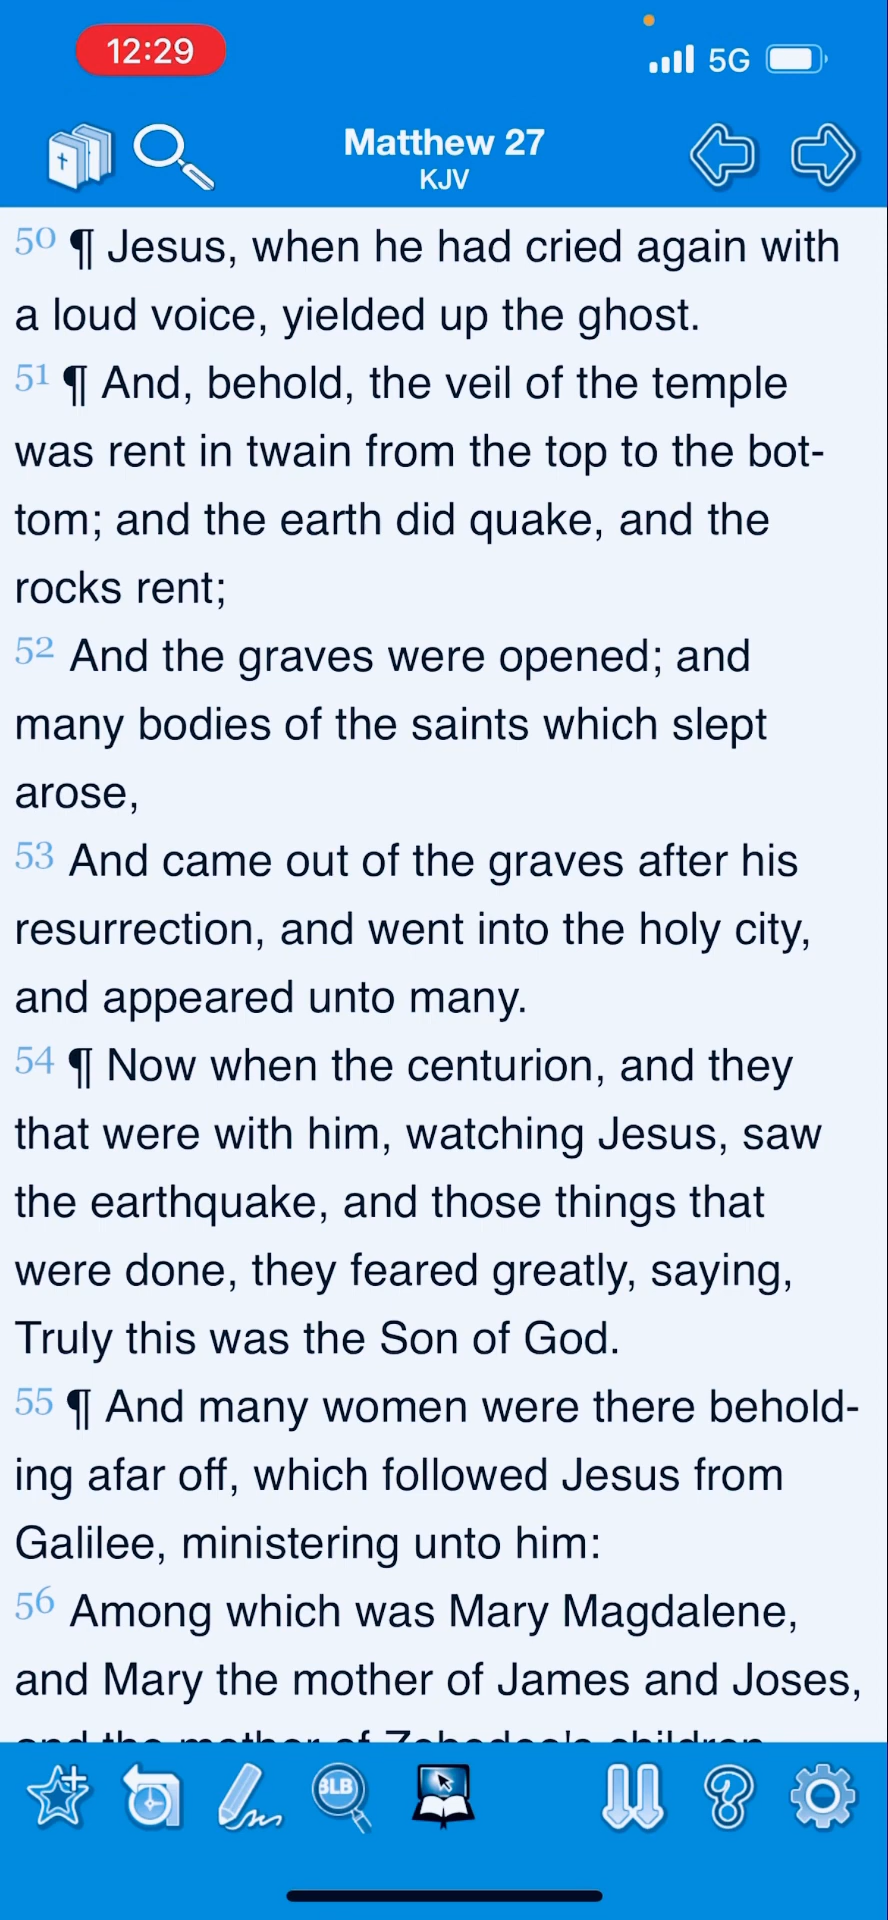 12:29
5G
Matthew 27
KJV
50 ¶ Jesus, when he had cried again with
a loud voice, yielded up the ghost.
51 ¶ And, behold, the veil of the temple
was rent in twain from the top to the bot-
tom; and the earth did quake, and the
rocks rent;
52 And the graves were opened; and
many bodies of the saints which slept
arose,
53 And came out of the graves after his
resurrection, and went into the holy city,
and appeared unto many.
54 ¶ Now when the centurion, and they
that were with him, watching Jesus, saw
the earthquake, and those things that
were done, they feared greatly, saying,
Truly this was the Son of God.
55 ¶ And many women were there behold-
ing afar off, which followed Jesus from
Galilee, ministering unto him:
56 Among which was Mary Magdalene,
and Mary the mother of James and Joses,
and the mother of Zebedee's children
BLB